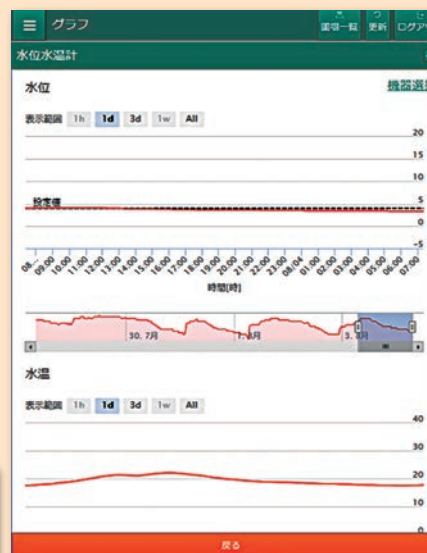 グラフ
圃場一覧 更新 ログア
水位水温計
水位 機器選
表示範囲 1h 1d 3d 1w All
20
15
10
設定値 5
0
-5
08... 09:00 10:00 11:00 12:00 13:00 14:00 15:00 16:00 17:00 18:00 19:00 20:00 21:00 22:00 23:00 08/04 01:00 02:00 03:00 04:00 05:00 06:00 07:00
時間[時]
30. 7月 1. 8月 3.
水温
表示範囲 1h 1d 3d 1w All
40
30
20
10
0
戻る